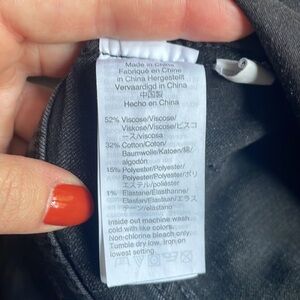 Made in China
Fabriqué en Chine
In China Hergestellt
Vervaardigd in China
中国製
Hecho en China
52% Viscose/Viscose/
Viskose/Viscose/ビスコ
ース/viscosa
32% Cotton/Coton/
Baumwolle/Katoen/綿/
algodón
15% Polyester/Polyester/
Polyester/Polyester/ポリ
エステル/poliéster
1% Elastane/Elasthanne/
Elastan/Elastaan/エラス
テーン/elastano
Inside out machine wash
cold with like colors.
Non-chlorine bleach only.
Tumble dry low. Iron on
lowest setting.